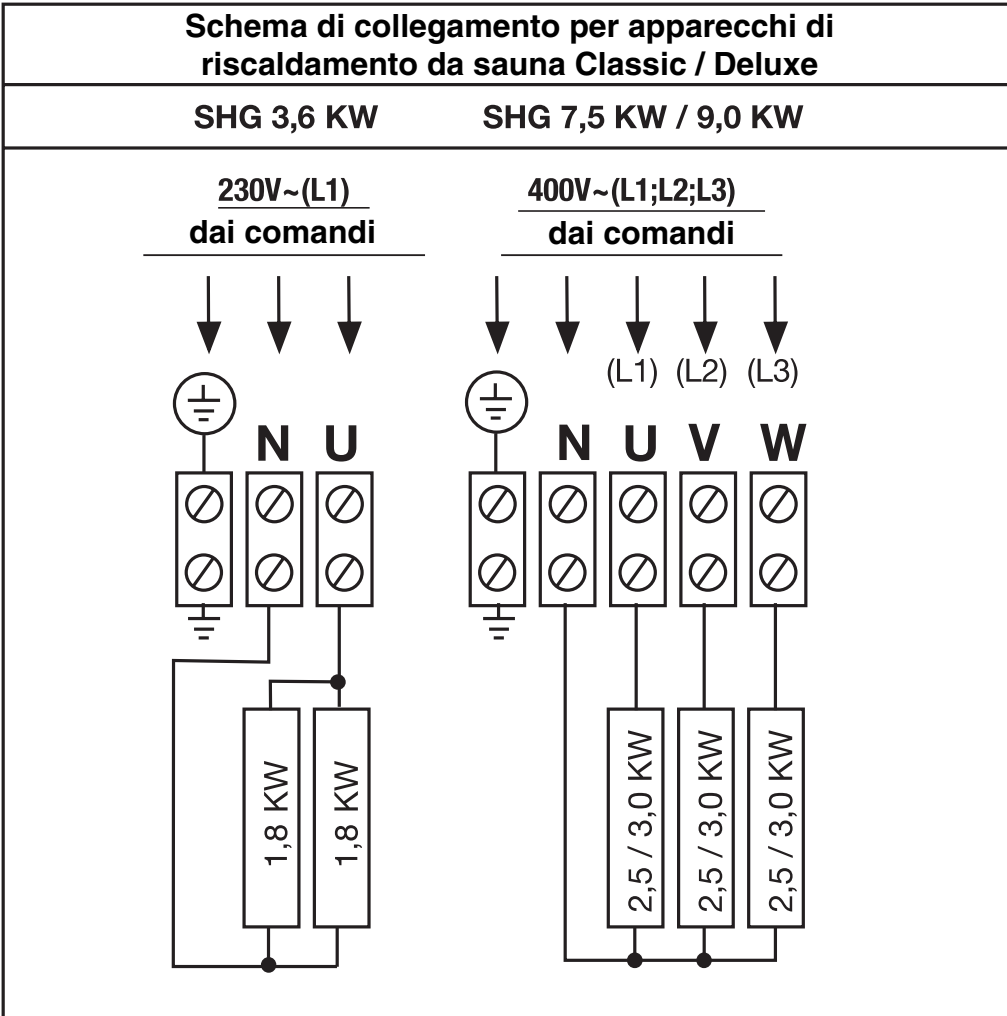 Schema di collegamento per apparecchi di
riscaldamento da sauna Classic / Deluxe
SHG 3,6 KW
SHG 7,5 KW / 9,0 KW
230V~(L1)
dai comandi
N U
1,8 KW
1,8 KW
400V~(L1;L2;L3)
dai comandi
(L1) (L2) (L3)
N U V W
2,5 / 3,0 KW
2,5 / 3,0 KW
2,5 / 3,0 KW